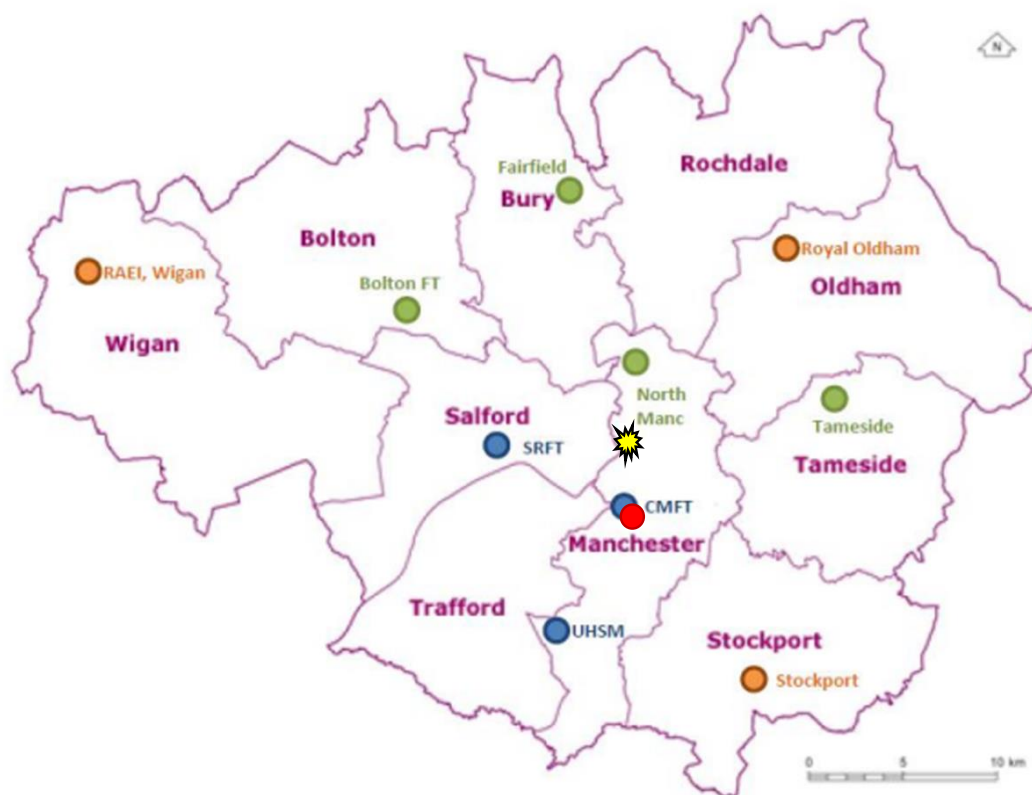 N
Fairfield
Bury
Rochdale
Bolton
Royal Oldham
RAEI, Wigan
Bolton FT
Oldham
Wigan
North
Manc
Salford
SRFT
Tameside
Tameside
CMFT
Manchester
Trafford
UHSM
Stockport
Stockport
0 5 10 km